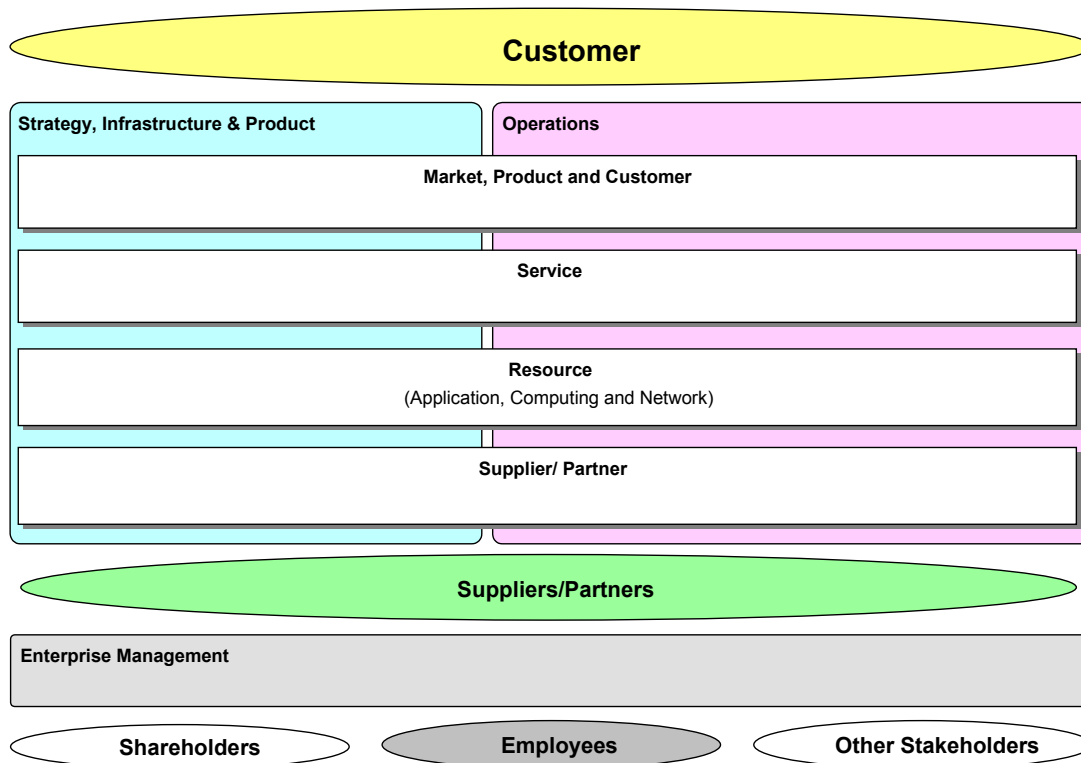 Customer
Strategy, Infrastructure & Product
Operations
Market, Product and Customer
Service
Resource
(Application, Computing and Network)
Supplier/ Partner
Suppliers/Partners
Enterprise Management
Shareholders
Employees
Other Stakeholders